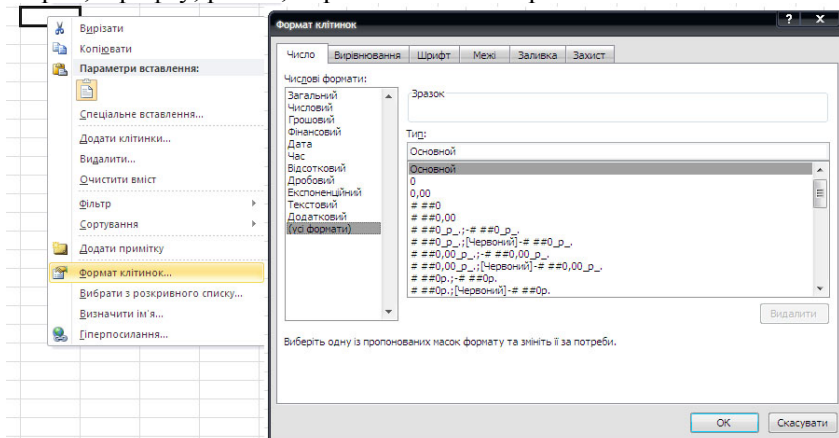 Вирізати
Копіювати
Параметри вставлення:
Спеціальне вставлення...
Додати клітинки...
Видалити...
Очистити вміст
Фільтр
Сортування
Додати примітку
Формат клітинок...
Вибрати з розкривного списку...
Визначити ім'я...
Гіперпосилання...
Формат клітинок
Число Вирівнювання Шрифт Межі Заливка Захист
Числові формати:
Загальний
Числовий
Грошовий
Фінансовий
Дата
Час
Відсотковий
Дробовий
Експоненційний
Текстовий
Додатковий
(усі формати)
Зразок
Тип:
Основной
Основной
0
0,00
# ##0
# ##0,00
# ##0_р_.;-# ##0_р_.
# ##0_р_.;[Червоний]-# ##0_р_.
# ##0,00_р_.;-# ##0,00_р_.
# ##0,00_р_.;[Червоний]-# ##0,00_р_.
# ##0р.;-# ##0р.
# ##0р.;[Червоний]-# ##0р.
Видалити
Виберіть одну із пропонованих масок формату та змініть її за потреби.
OK Скасувати